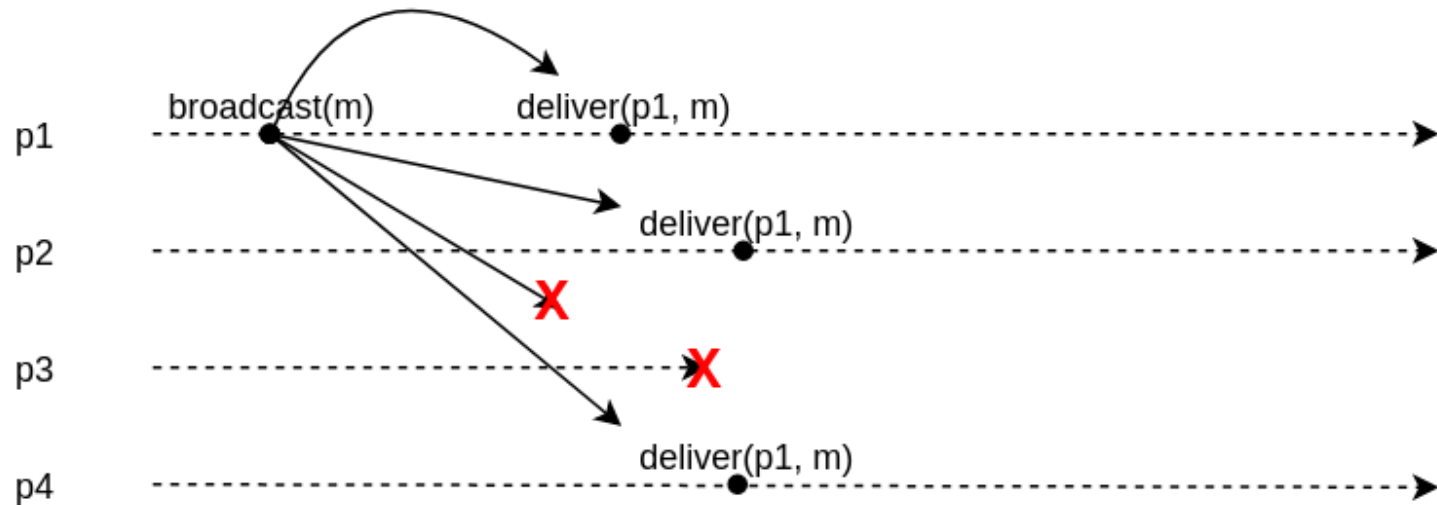 broadcast(m) deliver(p1, m)
p1
deliver(p1, m)
p2
X
p3 X
deliver(p1, m)
p4